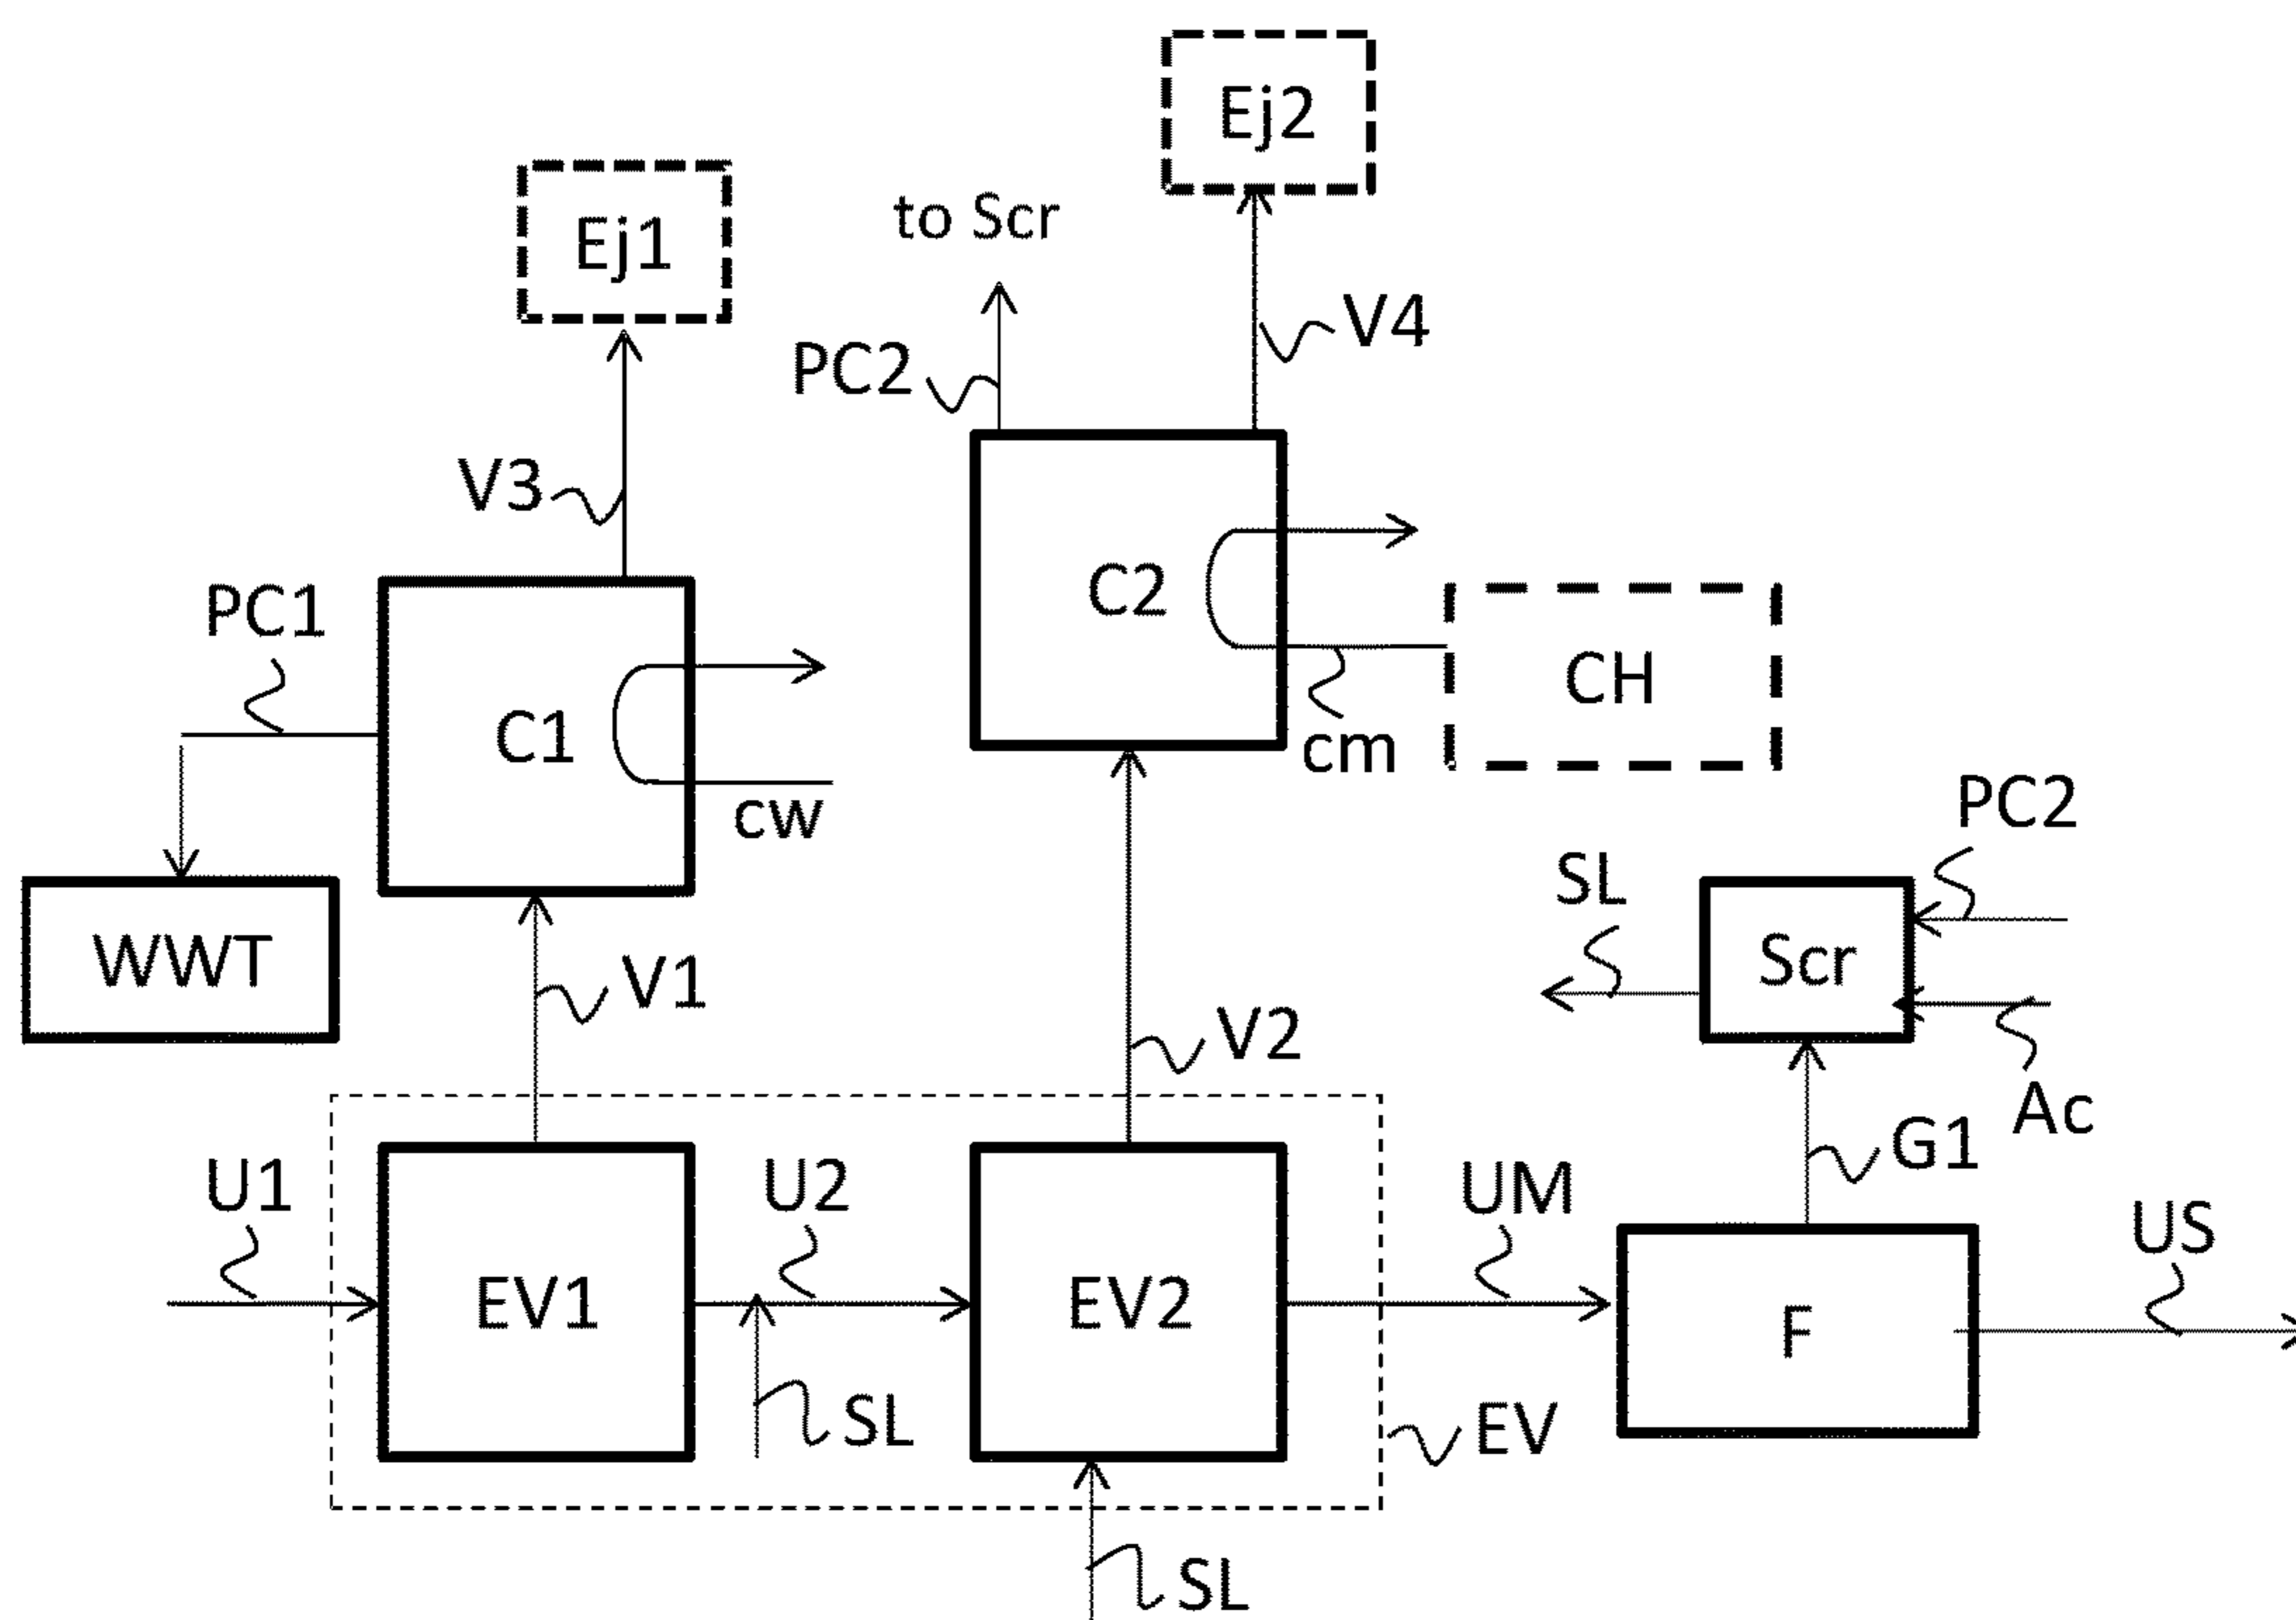 Ej2
to Scr
Ej1
V4
PC2
V3
C2
PC1
CH
C1
cm
cw
PC2
SL
WWT
Scr
V1
V2
Ac
G1
U1
U2
UM
US
EV1
EV2
F
SL
EV
SL